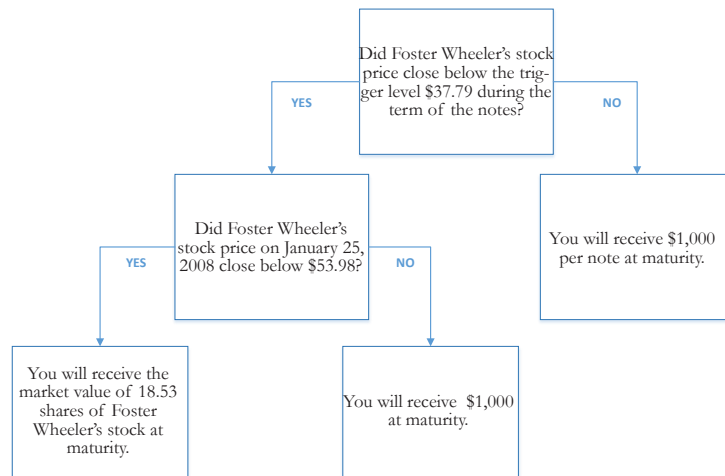 Did Foster Wheeler's stock
price close below the trig-
ger level $37.79 during the
term of the notes?
YES
NO
Did Foster Wheeler's
stock price on January 25,
2008 close below $53.98?
You will receive $1,000
per note at maturity.
YES
NO
You will receive the
market value of 18.53
shares of Foster
Wheeler's stock at
maturity.
You will receive $1,000
at maturity.